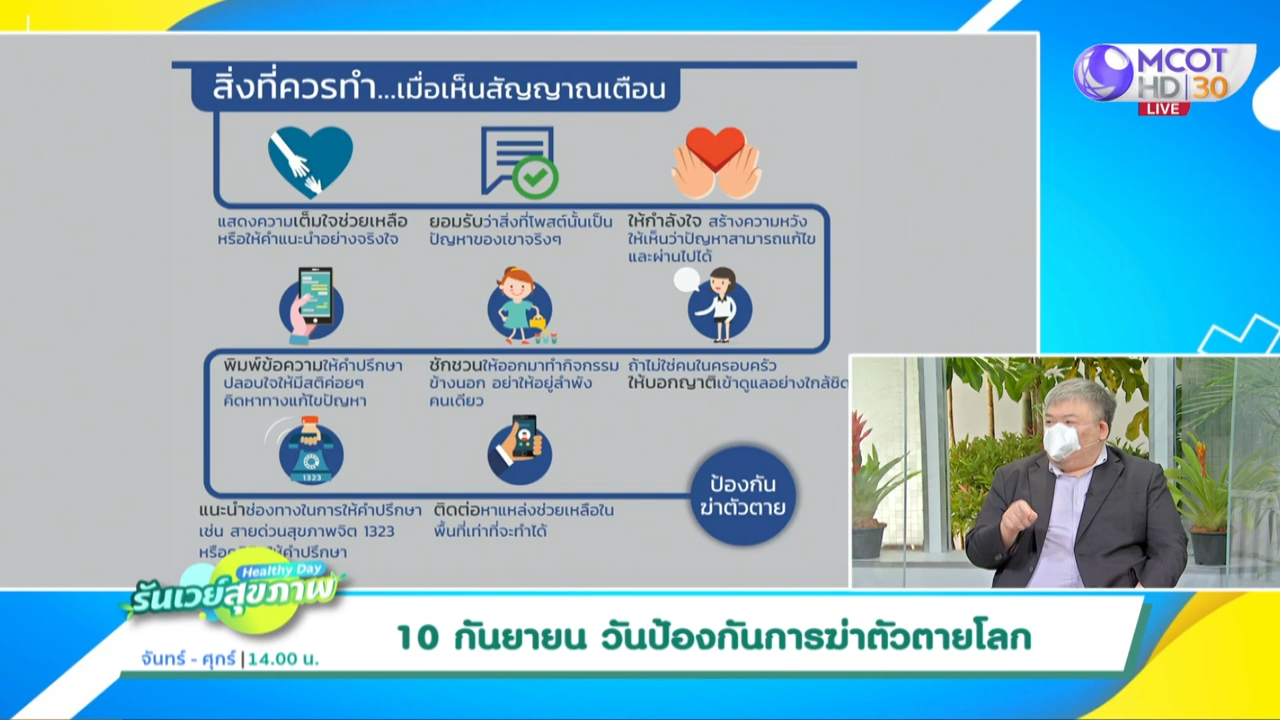 MCOT
HD 30
LIVE
สิ่งที่ควรทำ...เมื่อเห็นสัญญาณเตือน
แสดงความเต็มใจช่วยเหลือ
หรือให้คำแนะนำอย่างจริงใจ
ยอมรับว่าสิ่งที่โพสต์นั้นเป็น
ปัญหาของเขาจริงๆ
ให้กำลังใจ สร้างความหวัง
ให้เห็นว่าปัญหาสามารถแก้ไข
และผ่านไปได้
พิมพ์ข้อความให้คำปรึกษา
ปลอบใจให้มีสติค่อยๆ
คิดหาทางแก้ไขปัญหา
ชักชวนให้ออกมาทำกิจกรรม
ข้างนอก อย่าให้อยู่ลำพัง
คนเดียว
ถ้าไม่ใช่คนในครอบครัว
ให้บอกญาติเข้าดูแลอย่างใกล้ชิด
1323
แนะนำช่องทางในการให้คำปรึกษา
เช่น สายด่วนสุขภาพจิต 1323
ให้คำปรึกษา
ติดต่อหาแหล่งช่วยเหลือใน
พื้นที่เท่าที่จะทำได้
ป้องกัน
ฆ่าตัวตาย
Healthy Day
รันเวย์สุขภาพ
จันทร์ - ศุกร์ | 14.00 น.
10 กันยายน วันป้องกันการฆ่าตัวตายโลก